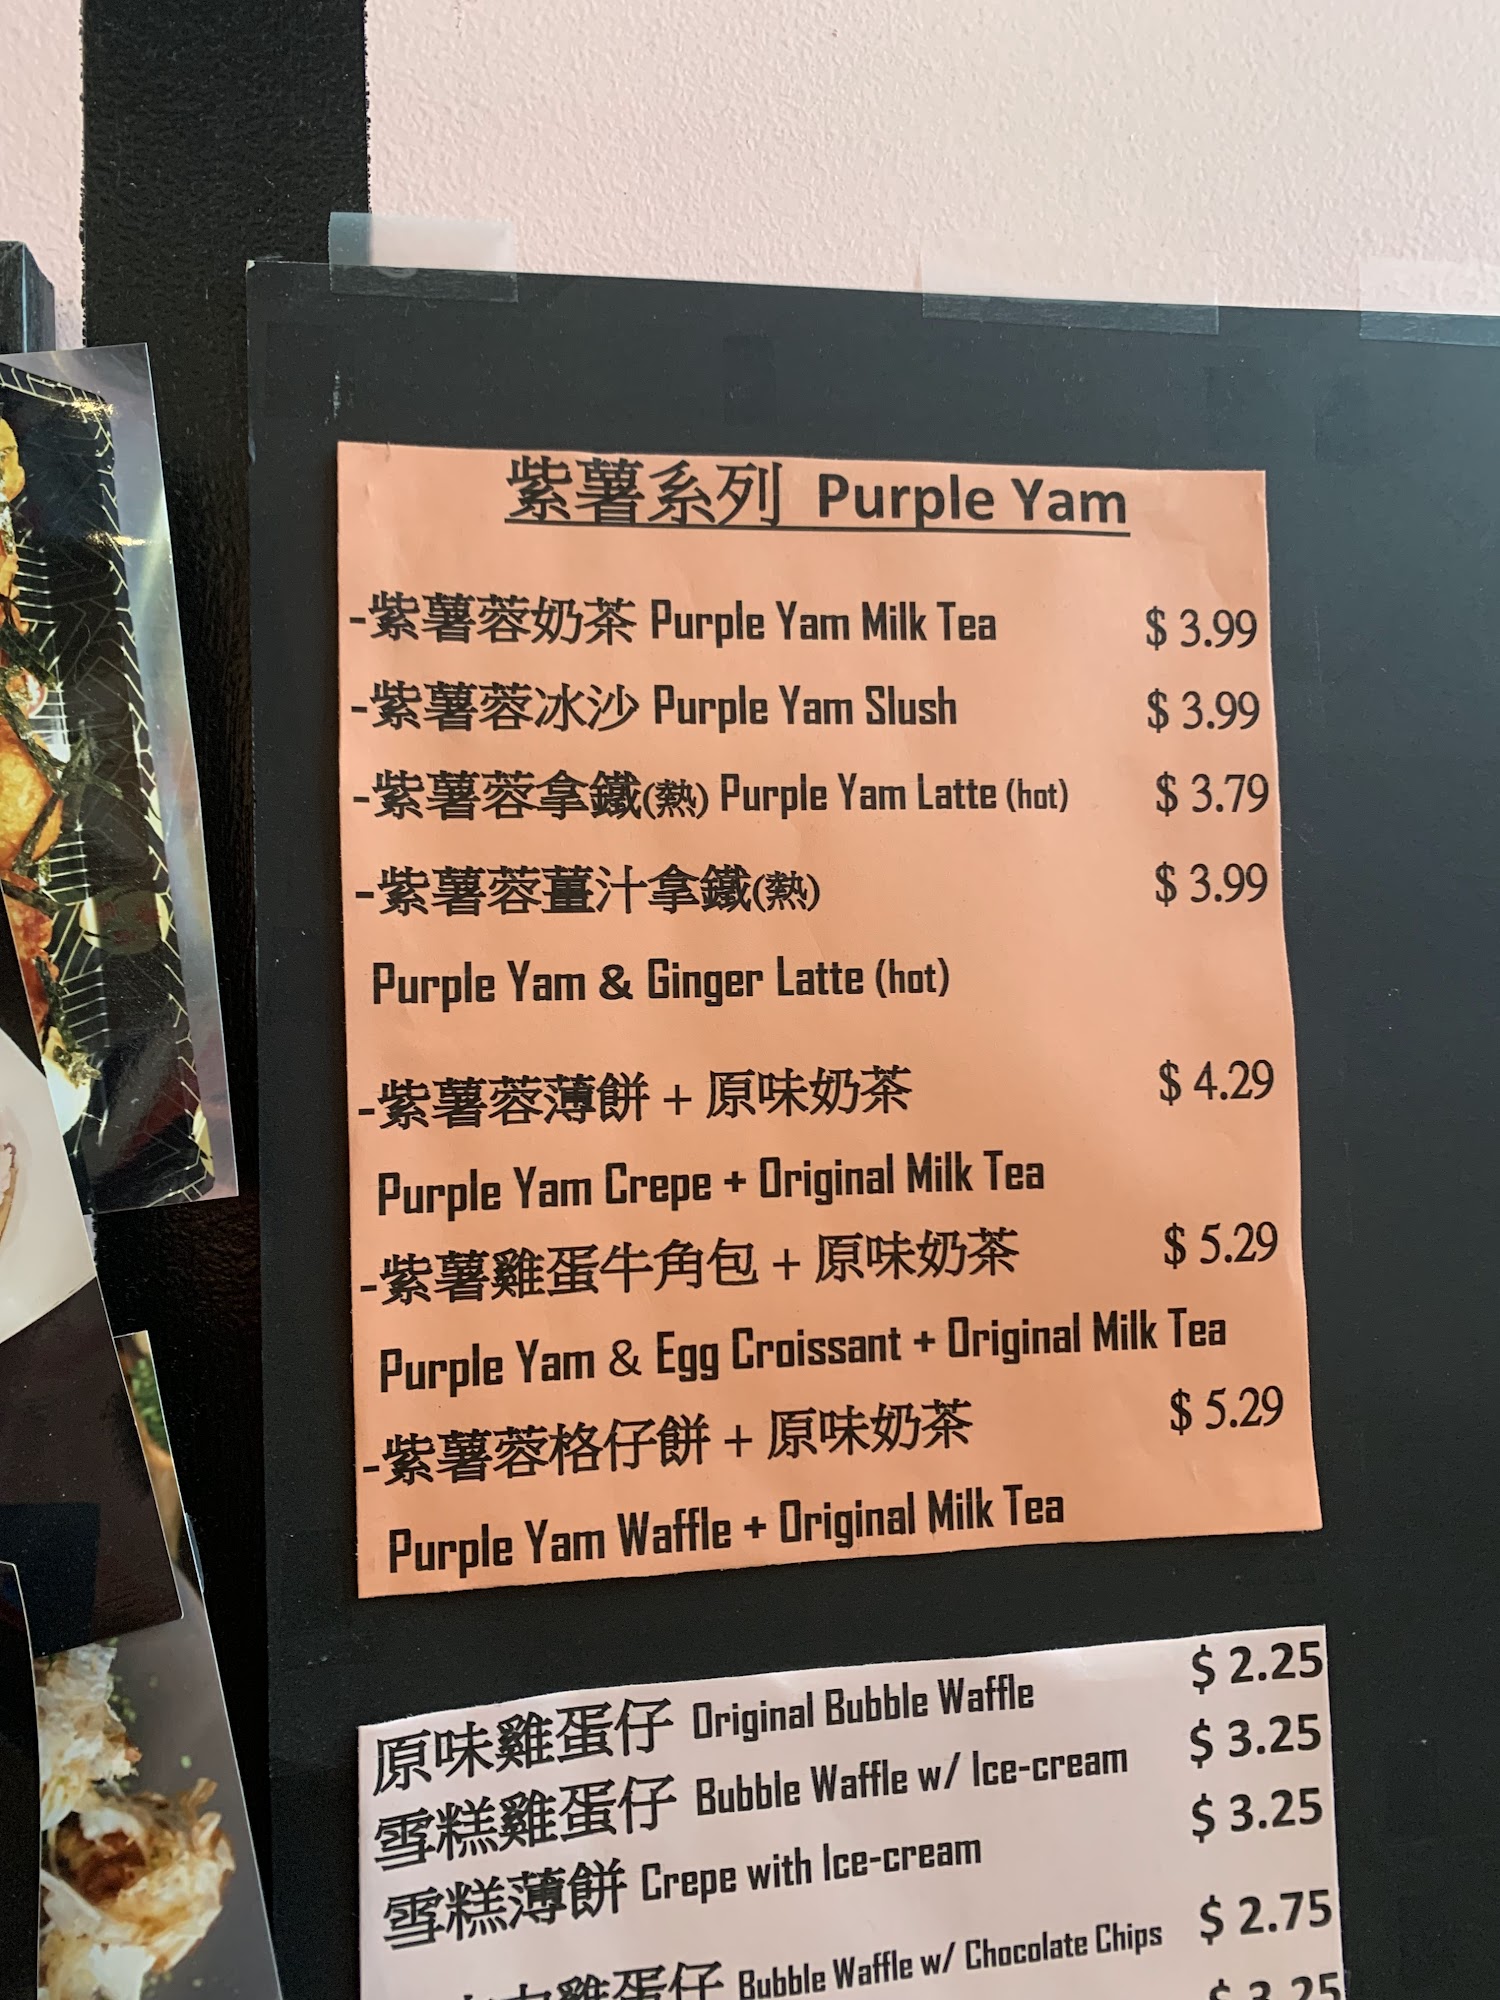 紫薯系列 Purple Yam
-紫薯蓉奶茶 Purple Yam Milk Tea $ 3.99
-紫薯蓉冰沙 Purple Yam Slush $ 3.99
-紫薯蓉拿鐵(熱) Purple Yam Latte (hot) $ 3.79
-紫薯蓉薑汁拿鐵(熱) $ 3.99
Purple Yam & Ginger Latte (hot)
-紫薯蓉薄餅 + 原味奶茶 $ 4.29
Purple Yam Crepe + Original Milk Tea
-紫薯雞蛋牛角包 + 原味奶茶 $ 5.29
Purple Yam & Egg Croissant + Original Milk Tea
-紫薯蓉格仔餅 + 原味奶茶 $ 5.29
Purple Yam Waffle + Original Milk Tea
原味雞蛋仔 Original Bubble Waffle $ 2.25
雪糕雞蛋仔 Bubble Waffle w/ Ice-cream $ 3.25
雪糕薄餅 Crepe with Ice-cream $ 3.25
雞蛋仔 Bubble Waffle w/ Chocolate Chips $ 2.75
$ 3.25